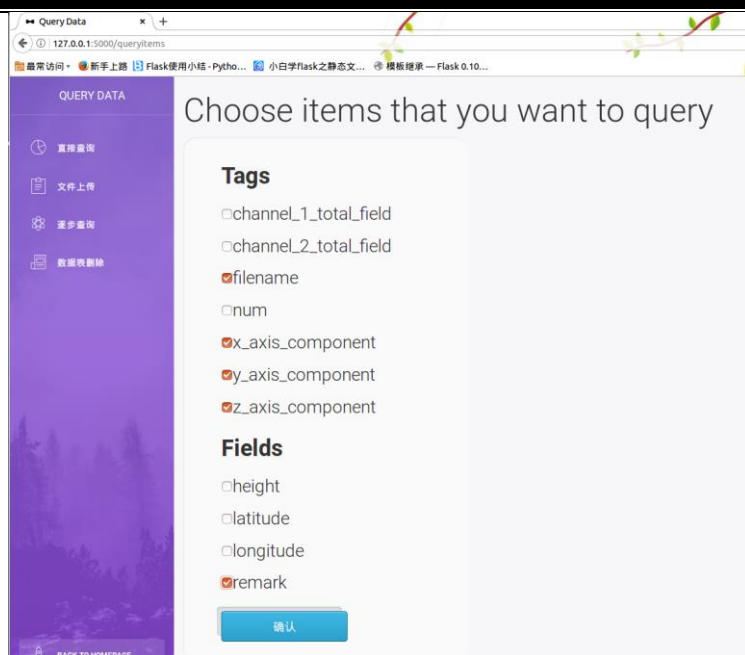 Query Data
127.0.0.1:5000/queryitems
最常访问 新手上路 Flask使用小结 - Pytho... 小白学flask之静态文... 模板继承 — Flask 0.10...
QUERY DATA
直接查询
文件上传
逐步查询
数据表删除
BACK TO HOMEPAGE
Choose items that you want to query
Tags
channel_1_total_field
channel_2_total_field
filename
num
x_axis_component
y_axis_component
z_axis_component
Fields
height
latitude
longitude
remark
确认